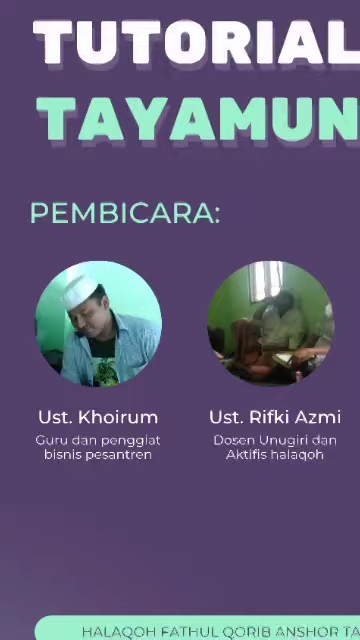 TUTORIAL
TAYAMUN
PEMBICARA:
Ust. Khoirum
Guru dan penggiat
bisnis pesantren
Ust. Rifki Azmi
Dosen Unugiri dan
Aktifis halaqoh
HALAQOH FATHUL QORIB ANSHOR TA